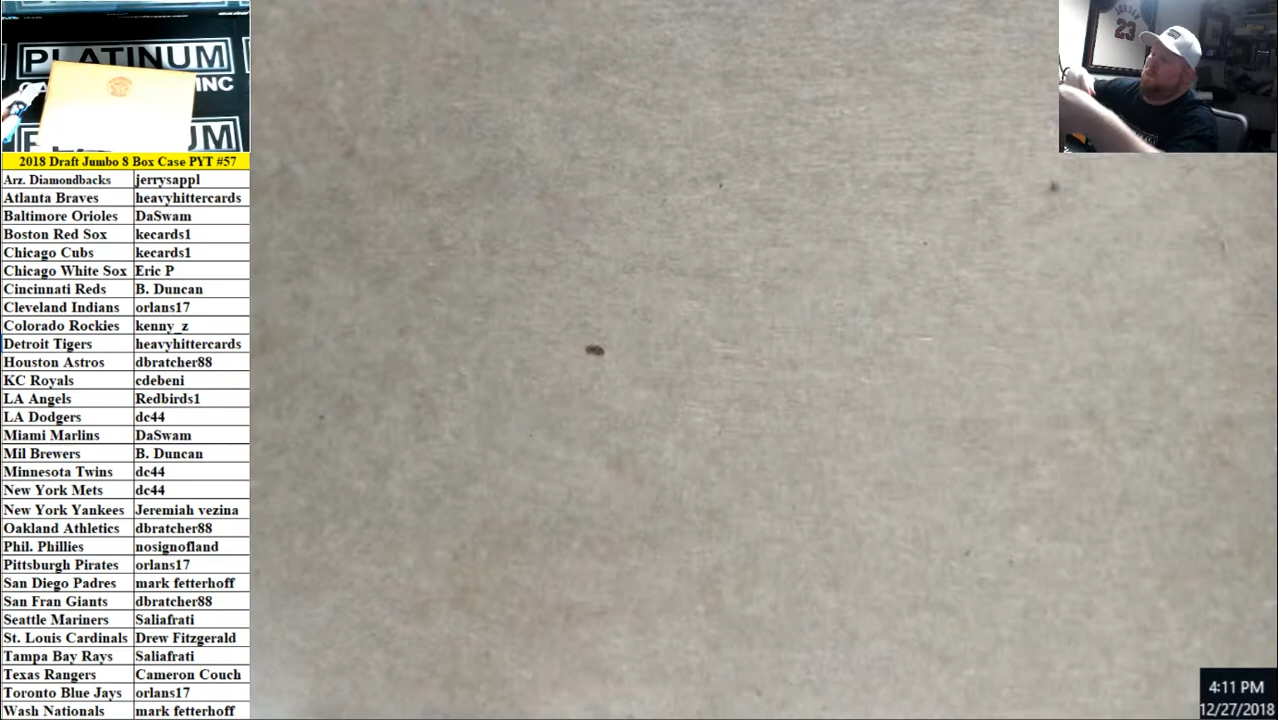 PLATINUM
INC
UM
JORDAN
23
2018 Draft Jumbo 8 Box Case PYT #57
Arz. Diamondbacks jerrysappl
Atlanta Braves heavyhittercards
Baltimore Orioles DaSwam
Boston Red Sox kecards1
Chicago Cubs kecards1
Chicago White Sox Eric P
Cincinnati Reds B. Duncan
Cleveland Indians orlans17
Colorado Rockies kenny_z
Detroit Tigers heavyhittercards
Houston Astros dbratcher88
KC Royals cdebeni
LA Angels Redbirds1
LA Dodgers dc44
Miami Marlins DaSwam
Mil Brewers B. Duncan
Minnesota Twins dc44
New York Mets dc44
New York Yankees Jeremiah vezina
Oakland Athletics dbratcher88
Phil. Phillies nosignofland
Pittsburgh Pirates orlans17
San Diego Padres mark fetterhoff
San Fran Giants dbratcher88
Seattle Mariners Saliafrati
St. Louis Cardinals Drew Fitzgerald
Tampa Bay Rays Saliafrati
Texas Rangers Cameron Couch
Toronto Blue Jays orlans17
Wash Nationals mark fetterhoff
4:11 PM
12/27/2018